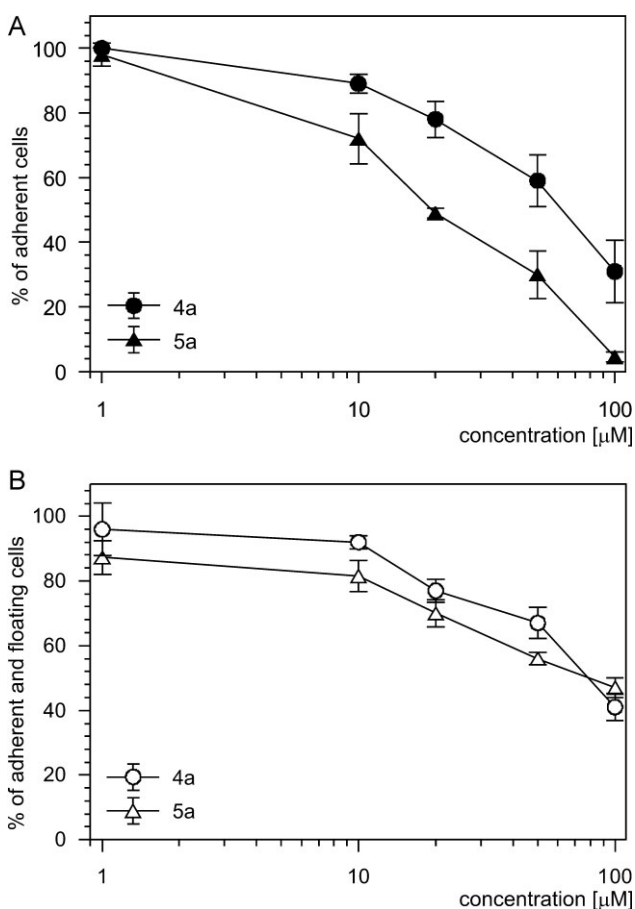 A
% of adherent cells
100
80
60
40
20
0
4a
5a
1
10
100
concentration [μM]
B
% of adherent and floating cells
100
80
60
40
20
0
4a
5a
1
10
100
concentration [μM]